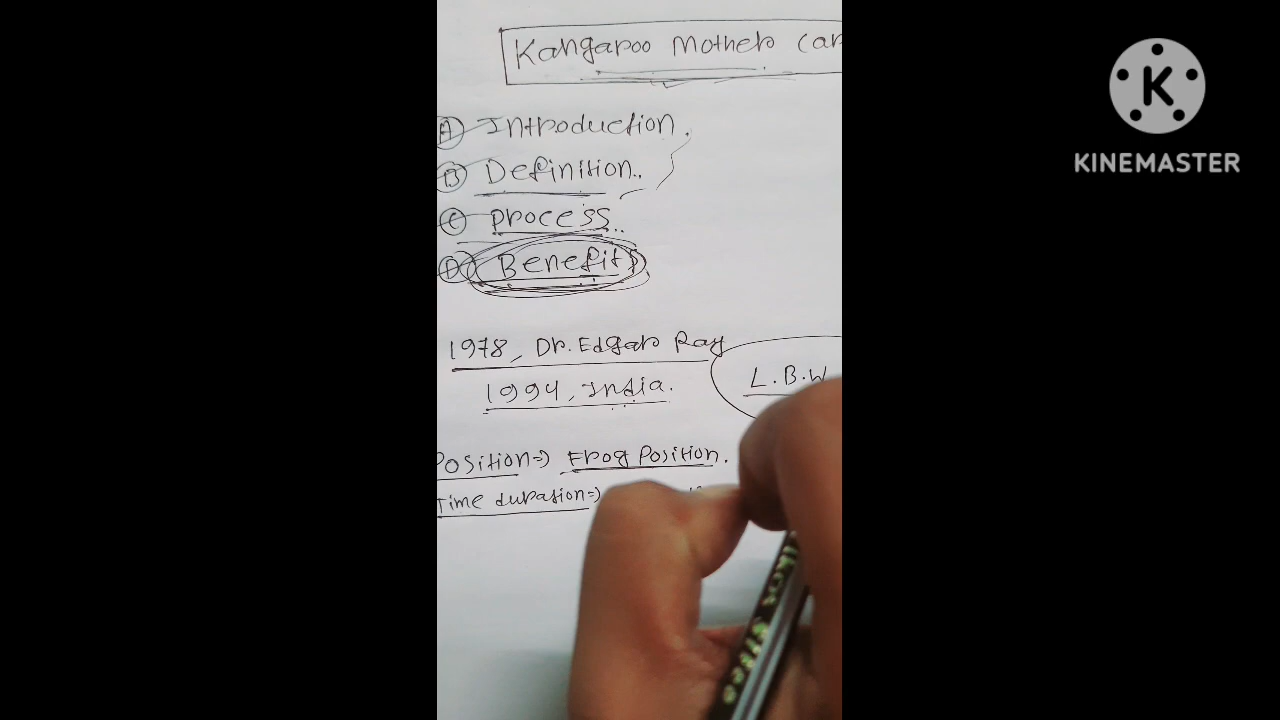 Kangaroo Mother Car
A Introduction.
B Definition..
C Process..
D Benefits
1978, Dr. Edgar Ray
1994, India.
L.B.W
Position => Frog Position.
Time duration =>
K
KINEMASTER